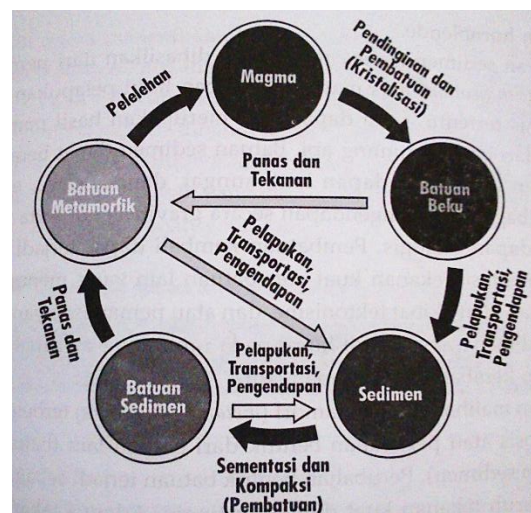 Magma
Pelelehan
Pendinginan dan
Pembatuan
(Kristalisasi)
Panas dan
Tekanan
Batuan
Metamorfik
Batuan
Beku
Pelapukan,
Transportasi,
Pengendapan
Pelapukan,
Transportasi,
Pengendapan
Panas dan
Tekanan
Batuan
Sedimen
Pelapukan,
Transportasi,
Pengendapan
Sedimen
Sementasi dan
Kompaksi
(Pembatuan)